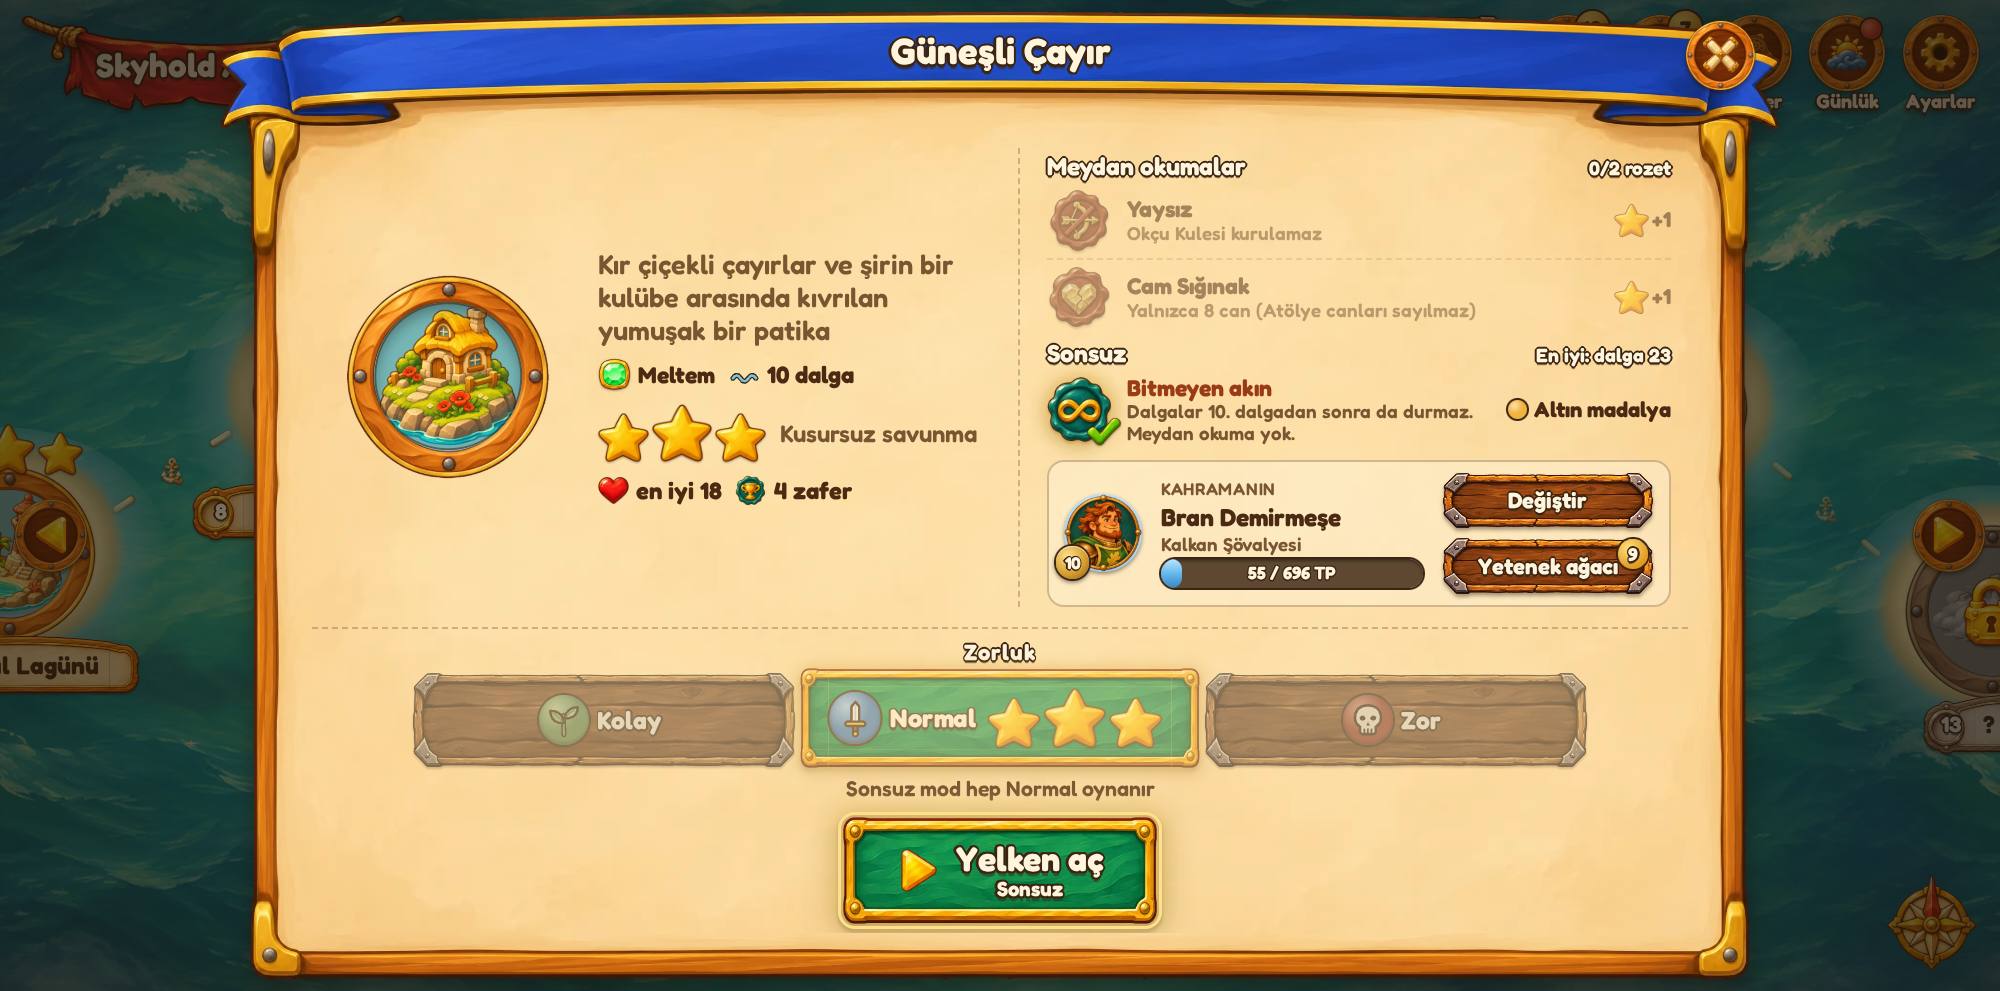 Güneşli Çayır
Skyhold
Günlük
Ayarlar
Kır çiçekli çayırlar ve şirin bir
kulübe arasında kıvrılan
yumuşak bir patika
Meltem
10 dalga
Kusursuz savunma
en iyi 18
4 zafer
Meydan okumalar
0/2 rozet
Yaysız
Okçu Kulesi kurulamaz
+1
Cam Sığınak
Yalnızca 8 can (Atölye canları sayılmaz)
+1
Sonsuz
En iyi: dalga 23
Bitmeyen akın
Dalgalar 10. dalgadan sonra da durmaz.
Meydan okuma yok.
Altın madalya
KAHRAMANIN
Bran Demirmeşe
Kalkan Şövalyesi
10
55 / 696 TP
Değiştir
Yetenek ağacı
9
8
Lagünü
13 ?
Zorluk
Kolay
Normal
Zor
Sonsuz mod hep Normal oynanır
Yelken aç
Sonsuz